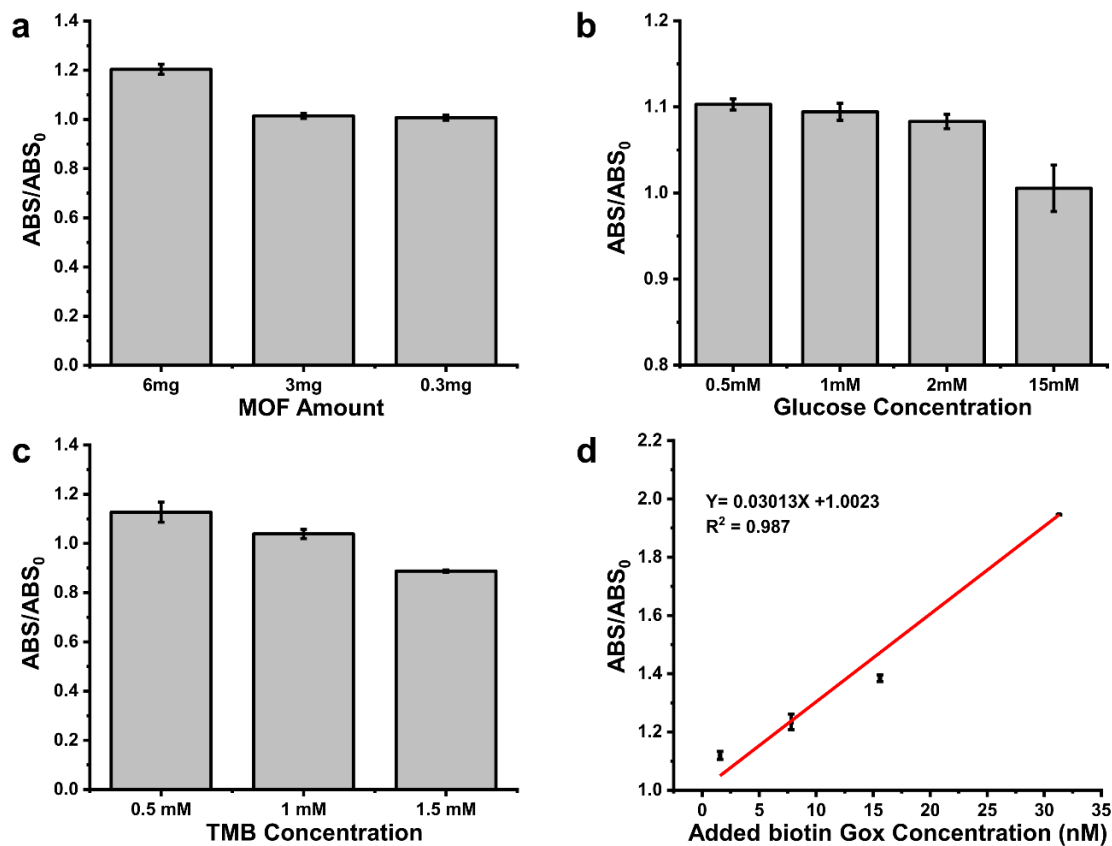 a
1.4
1.2
1.0
0.8
0.6
0.4
0.2
0.0
ABS/ABS0
6mg 3mg 0.3mg
MOF Amount
b
1.2
1.1
1.0
0.9
0.8
ABS/ABS0
0.5mM 1mM 2mM 15mM
Glucose Concentration
c
1.4
1.2
1.0
0.8
0.6
0.4
0.2
0.0
ABS/ABS0
0.5 mM 1 mM 1.5 mM
TMB Concentration
d
2.2
2.0
1.8
1.6
1.4
1.2
1.0
ABS/ABS0
Y= 0.03013X +1.0023
R² = 0.987
0 5 10 15 20 25 30 35
Added biotin Gox Concentration (nM)